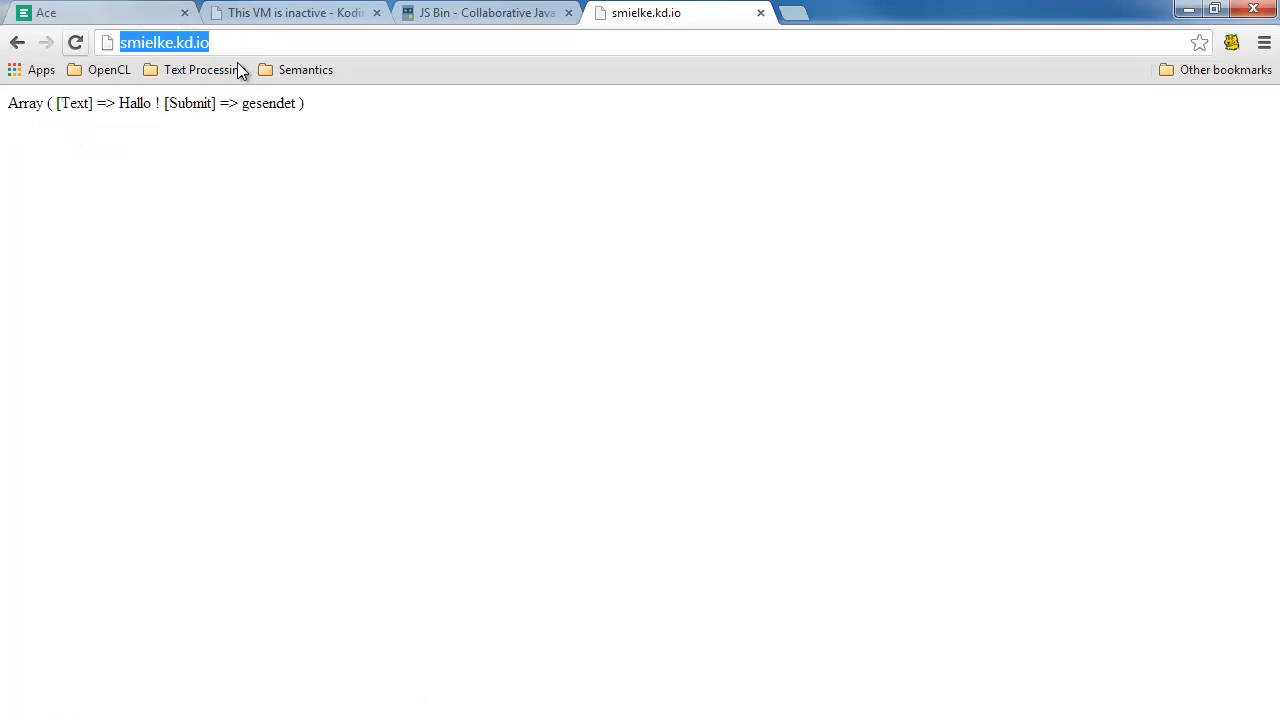 Ace
This VM is inactive - Kodi
JS Bin - Collaborative Java
smielke.kd.io
smielke.kd.io
Apps
OpenCL
Text Processin
Semantics
Other bookmarks
Array ( [Text] => Hallo ! [Submit] => gesendet )